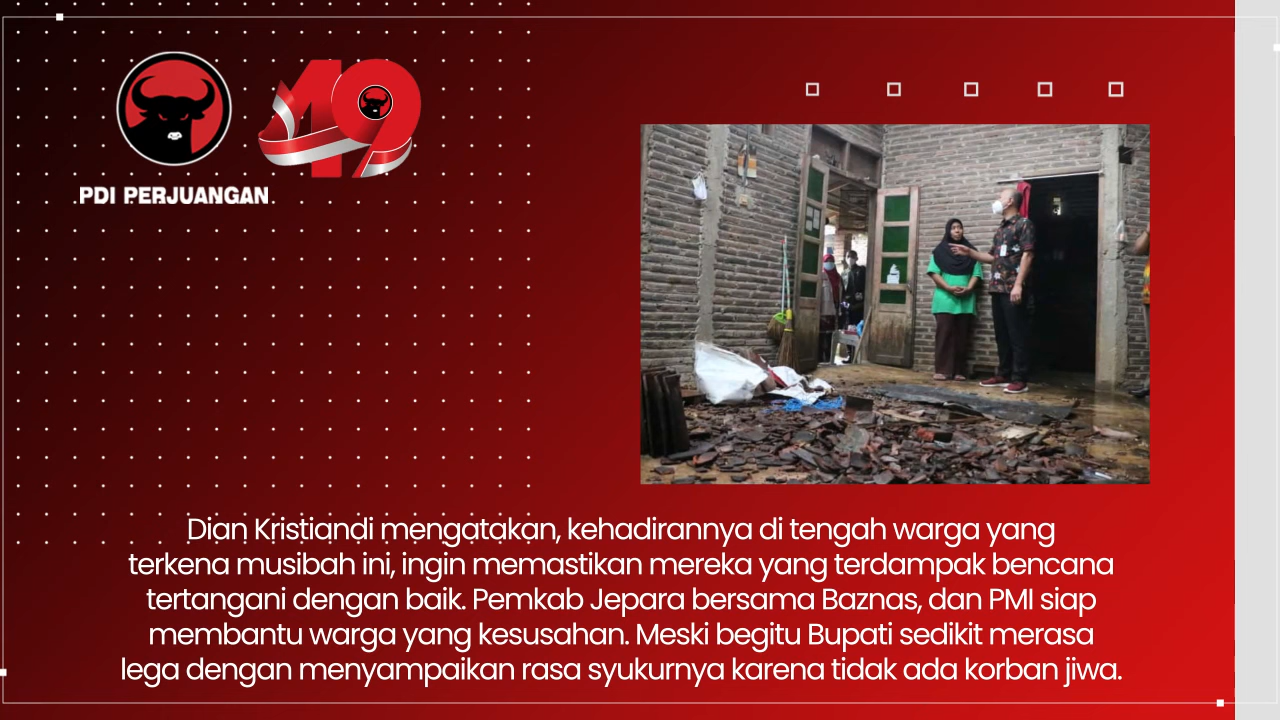 49
PDI PERJUANGAN
Dian Kristiandi mengatakan, kehadirannya di tengah warga yang
terkena musibah ini, ingin memastikan mereka yang terdampak bencana
tertangani dengan baik. Pemkab Jepara bersama Baznas, dan PMI siap
membantu warga yang kesusahan. Meski begitu Bupati sedikit merasa
lega dengan menyampaikan rasa syukurnya karena tidak ada korban jiwa.